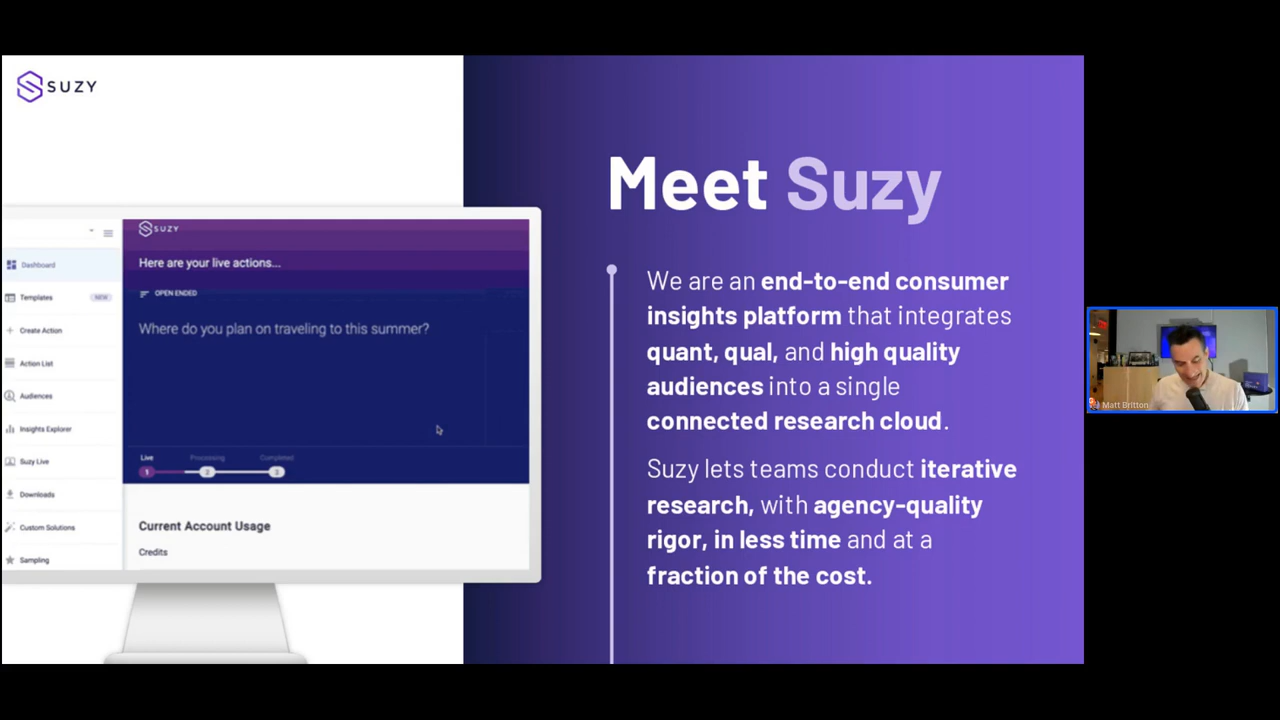 SUZY
Meet Suzy
We are an end-to-end consumer
insights platform that integrates
quant, qual, and high quality
audiences into a single
connected research cloud.
Suzy lets teams conduct iterative
research, with agency-quality
rigor, in less time and at a
fraction of the cost.
SUZY
Here are your live actions...
OPEN ENDED
Where do you plan on traveling to this summer?
Live Processing Completed
1 2 3
Current Account Usage
Credits
Dashboard
Templates NEW
Create Action
Action List
Audiences
Insights Explorer
Suzy Live
Downloads
Custom Solutions
Sampling
Matt Britton